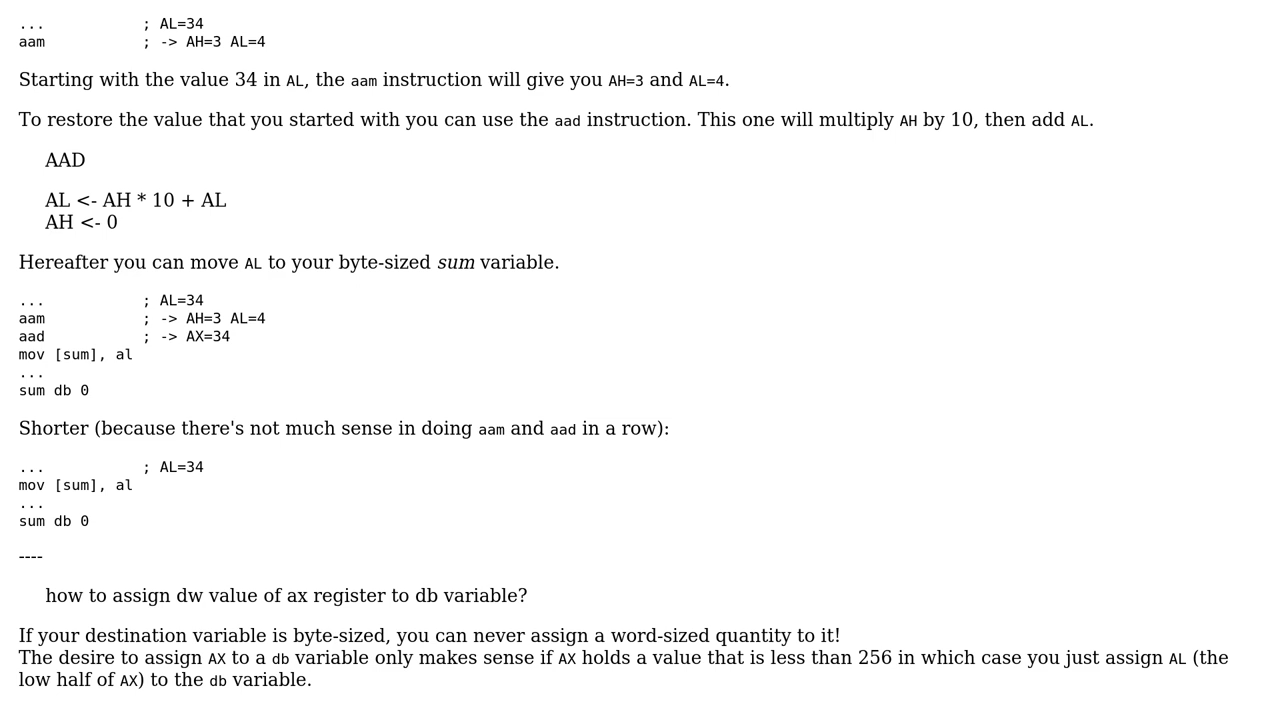 ...           ; AL=34
aam           ; -> AH=3 AL=4
Starting with the value 34 in AL, the aam instruction will give you AH=3 and AL=4.
To restore the value that you started with you can use the aad instruction. This one will multiply AH by 10, then add AL.
AAD
AL <- AH * 10 + AL
AH <- 0
Hereafter you can move AL to your byte-sized sum variable.
...           ; AL=34
aam           ; -> AH=3 AL=4
aad           ; -> AX=34
mov [sum], al
...
sum db 0
Shorter (because there's not much sense in doing aam and aad in a row):
...           ; AL=34
mov [sum], al
...
sum db 0
----
how to assign dw value of ax register to db variable?
If your destination variable is byte-sized, you can never assign a word-sized quantity to it!
The desire to assign AX to a db variable only makes sense if AX holds a value that is less than 256 in which case you just assign AL (the
low half of AX) to the db variable.